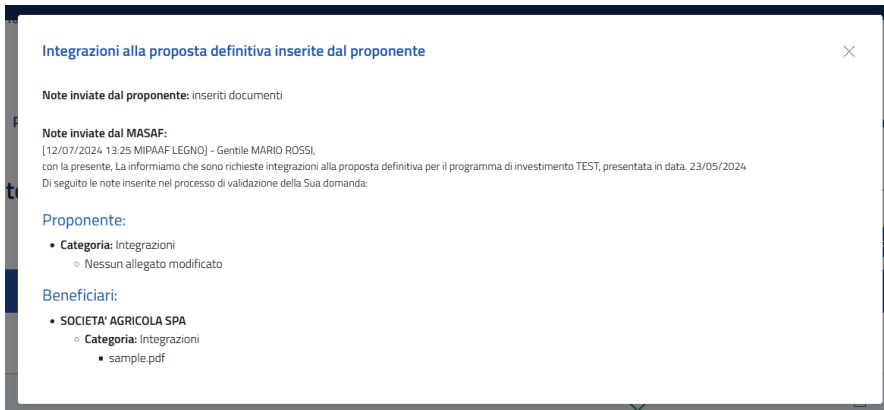 Integrazioni alla proposta definitiva inserite dal proponente
Note inviate dal proponente: inseriti documenti
Note inviate dal MASAF:
[12/07/2024 13:25 MIPAAF LEGNO] - Gentile MARIO ROSSI,
con la presente, La informiamo che sono richieste integrazioni alla proposta definitiva per il programma di investimento TEST, presentata in data. 23/05/2024
Di seguito le note inserite nel processo di validazione della Sua domanda:
Proponente:
• Categoria: Integrazioni
○ Nessun allegato modificato
Beneficiari:
• SOCIETA' AGRICOLA SPA
○ Categoria: Integrazioni
▪ sample.pdf